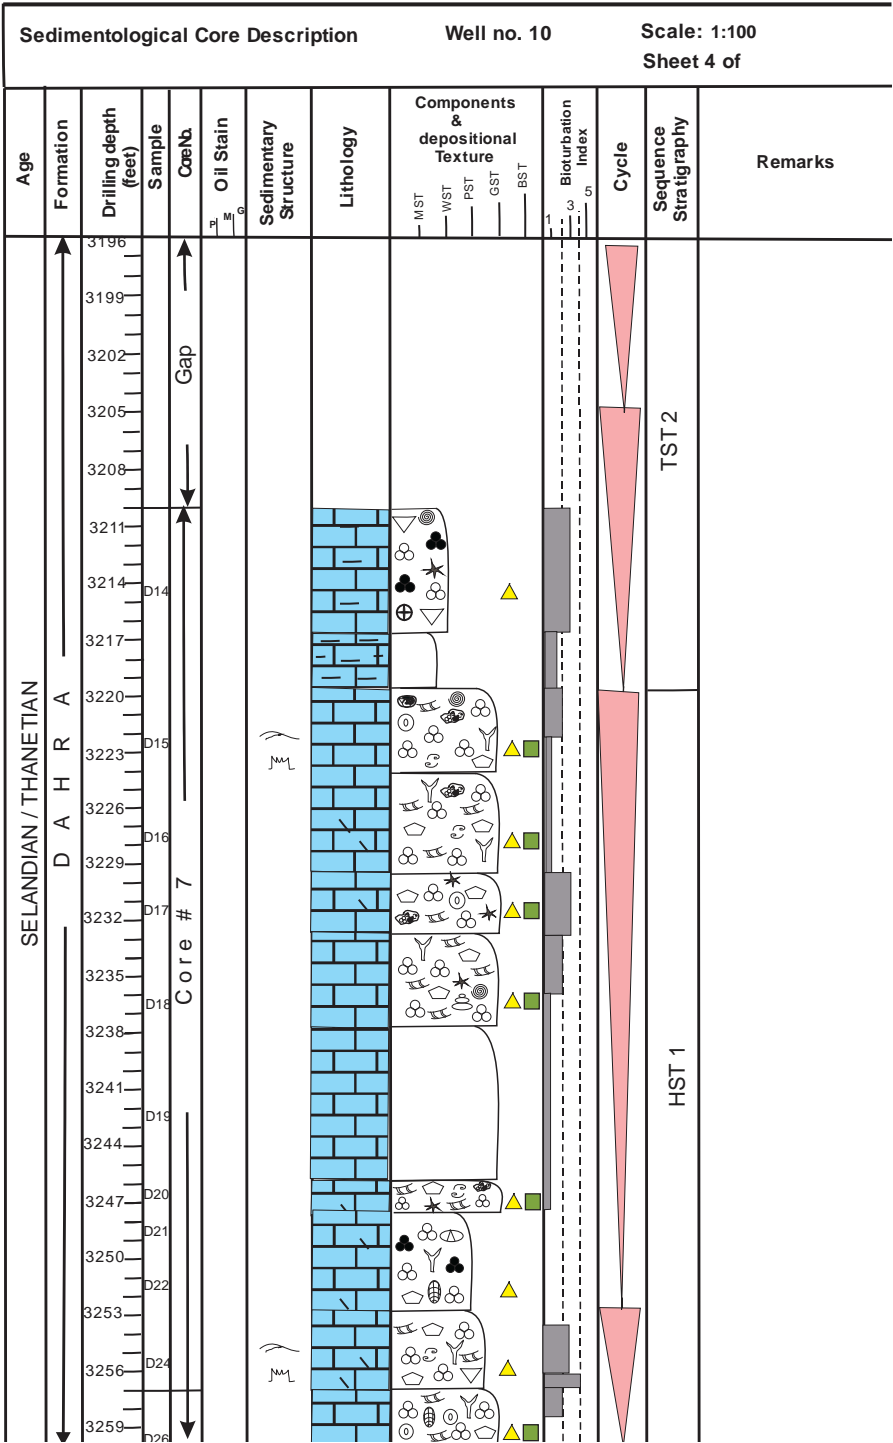 Sedimentological Core Description Well no. 10 Scale: 1:100
Sheet 4 of
Age
Formation
Drilling depth
(feet)
Sample
Core No.
Oil Stain
P M G
Sedimentary
Structure
Lithology
Components
&
depositional
Texture
MST
WST
PST
GST
BST
Bioturbation
Index
1 3 5
Cycle
Sequence
Stratigraphy
Remarks
SELANDIAN / THANETIAN
D A H R A
3196
3199
3202
3205
3208
3211
3214
3217
3220
3223
3226
3229
3232
3235
3238
3241
3244
3247
3250
3253
3256
3259
D14
D15
D16
D17
D18
D19
D20
D21
D22
D24
D26
Gap
Core # 7
TST 2
HST 1